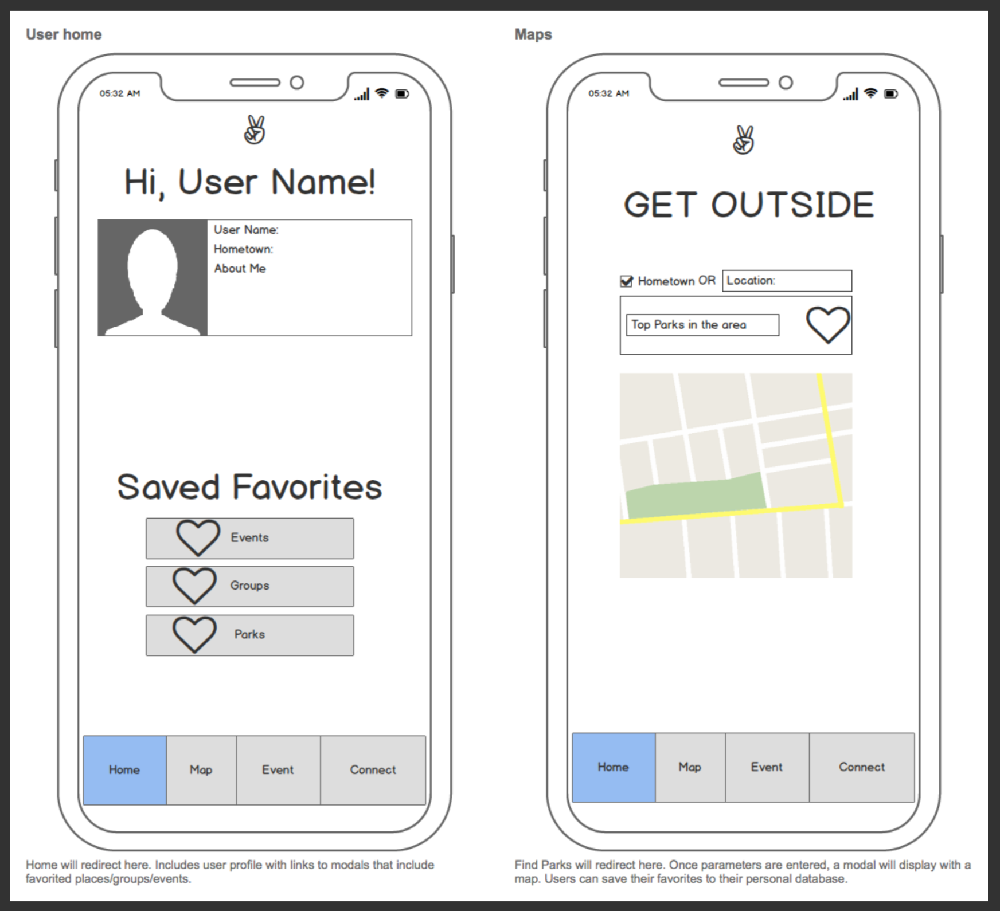 User home
05:32 AM
Hi, User Name!
User Name:
Hometown:
About Me
Saved Favorites
Events
Groups
Parks
Home Map Event Connect
Home will redirect here. Includes user profile with links to modals that include
favorited places/groups/events.
Maps
05:32 AM
GET OUTSIDE
Hometown OR Location:
Top Parks in the area
Home Map Event Connect
Find Parks will redirect here. Once parameters are entered, a modal will display with a
map. Users can save their favorites to their personal database.